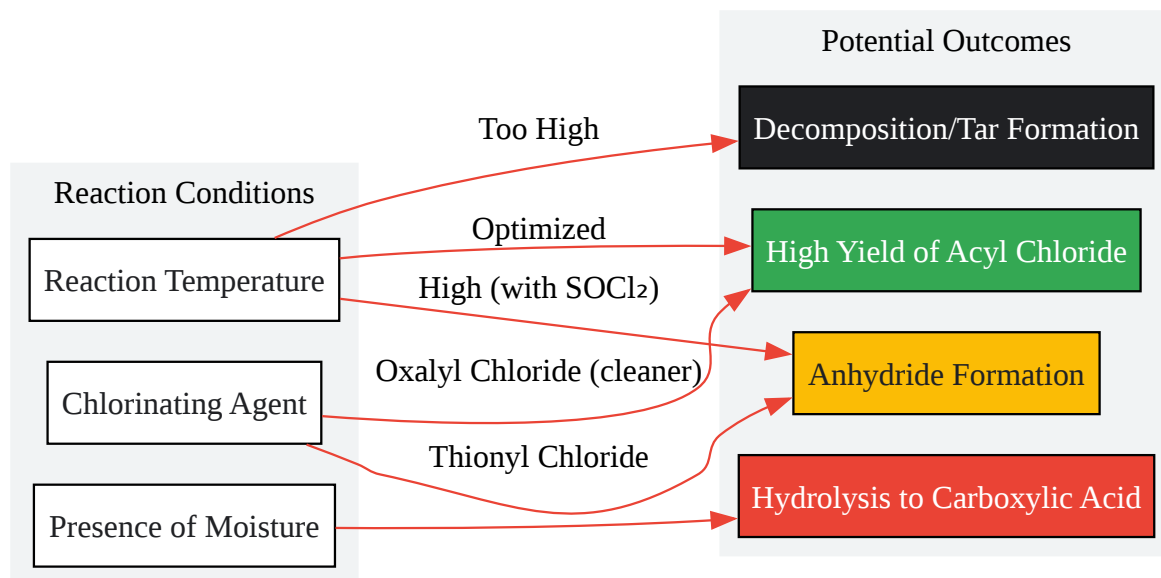 Potential Outcomes
Decomposition/Tar Formation
Too High
Reaction Conditions
Optimized
High Yield of Acyl Chloride
Reaction Temperature
High (with SOCl₂)
Oxalyl Chloride (cleaner)
Anhydride Formation
Chlorinating Agent
Thionyl Chloride
Hydrolysis to Carboxylic Acid
Presence of Moisture